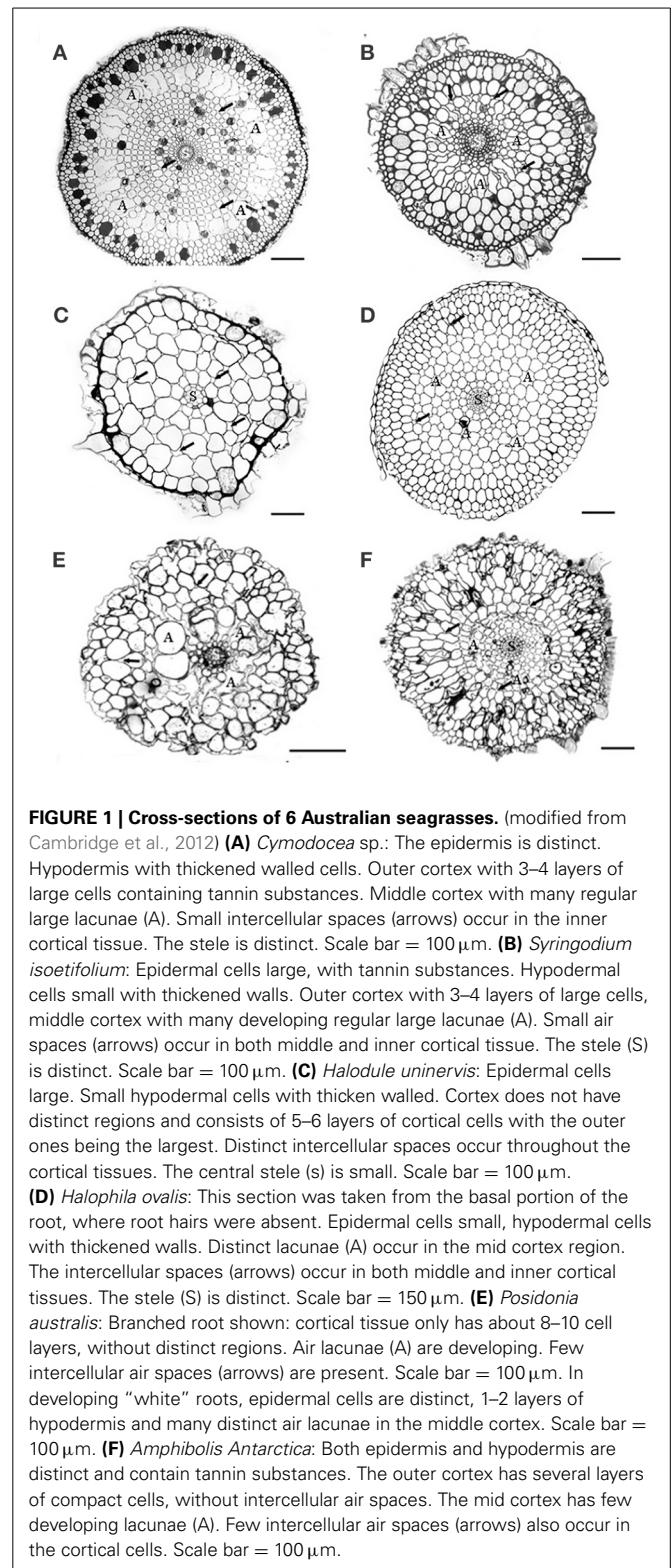 A
B
A
A
A
A
A
A
A
C
D
S
A
A
S
A
A
E
F
A
A
A
S
A
A
A
FIGURE 1 | Cross-sections of 6 Australian seagrasses. (modified from
Cambridge et al., 2012) (A) Cymodocea sp.: The epidermis is distinct.
Hypodermis with thickened walled cells. Outer cortex with 3–4 layers of
large cells containing tannin substances. Middle cortex with many regular
large lacunae (A). Small intercellular spaces (arrows) occur in the inner
cortical tissue. The stele is distinct. Scale bar = 100 μm. (B) Syringodium
isoetifolium: Epidermal cells large, with tannin substances. Hypodermal
cells small with thickened walls. Outer cortex with 3–4 layers of large cells,
middle cortex with many developing regular large lacunae (A). Small air
spaces (arrows) occur in both middle and inner cortical tissue. The stele (S)
is distinct. Scale bar = 100 μm. (C) Halodule uninervis: Epidermal cells
large. Small hypodermal cells with thicken walled. Cortex does not have
distinct regions and consists of 5–6 layers of cortical cells with the outer
ones being the largest. Distinct intercellular spaces occur throughout the
cortical tissues. The central stele (s) is small. Scale bar = 100 μm.
(D) Halophila ovalis: This section was taken from the basal portion of the
root, where root hairs were absent. Epidermal cells small, hypodermal cells
with thickened walls. Distinct lacunae (A) occur in the mid cortex region.
The intercellular spaces (arrows) occur in both middle and inner cortical
tissues. The stele (S) is distinct. Scale bar = 150 μm. (E) Posidonia
australis: Branched root shown: cortical tissue only has about 8–10 cell
layers, without distinct regions. Air lacunae (A) are developing. Few
intercellular air spaces (arrows) are present. Scale bar = 100 μm. In
developing “white” roots, epidermal cells are distinct, 1–2 layers of
hypodermis and many distinct air lacunae in the middle cortex. Scale bar =
100 μm. (F) Amphibolis Antarctica: Both epidermis and hypodermis are
distinct and contain tannin substances. The outer cortex has several layers
of compact cells, without intercellular air spaces. The mid cortex has few
developing lacunae (A). Few intercellular air spaces (arrows) also occur in
the cortical cells. Scale bar = 100 μm.